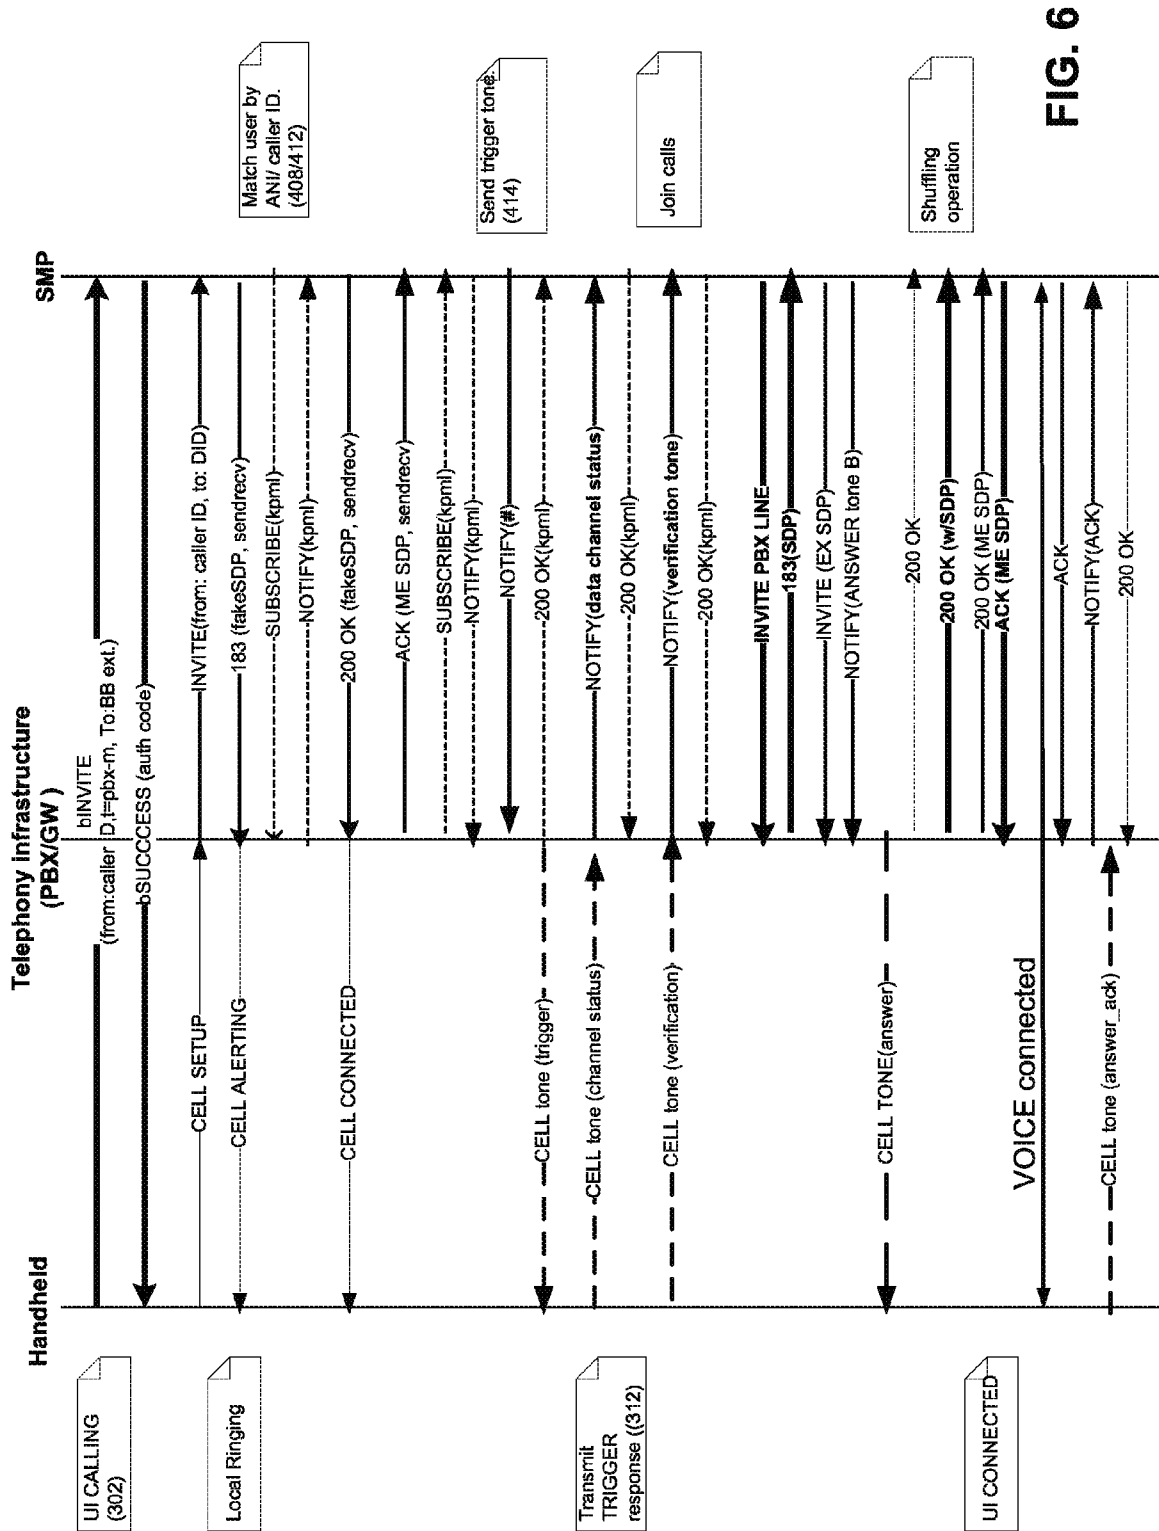 Handheld
Telephony infrastructure
(PBX/GW )
SMP
UI CALLING
(302)
bINVITE
(from:caller D,t=pbx-m, To:BB ext.)
bSUCCCESS (auth code)
CELL SETUP
INVITE(from: caller ID, to: DID)
Local Ringing
CELL ALERTING
183 (fakeSDP, sendrecv)
Match user by
ANI/ caller ID.
(408/412)
SUBSCRIBE(kpml)
NOTIFY(kpml)
CELL CONNECTED
200 OK (fakeSDP, sendrecv)
ACK (ME SDP, sendrecv)
SUBSCRIBE(kpml)
NOTIFY(kpml)
NOTIFY(#)
Send trigger tone.
(414)
CELL tone (trigger)
200 OK(kpml)
Transmit
TRIGGER
response ((312)
CELL tone (channel status)
NOTIFY(data channel status)
200 OK(kpml)
CELL tone (verification)
NOTIFY(verification tone)
Join calls
200 OK(kpml)
INVITE PBX LINE
183(SDP)
INVITE (EX SDP)
NOTIFY(ANSWER tone B)
CELL TONE(answer)
200 OK
Shuffling
operation
200 OK (w/SDP)
200 OK (ME SDP)
ACK (ME SDP)
UI CONNECTED
VOICE connected
ACK
NOTIFY(ACK)
CELL tone (answer_ack)
200 OK
FIG. 6